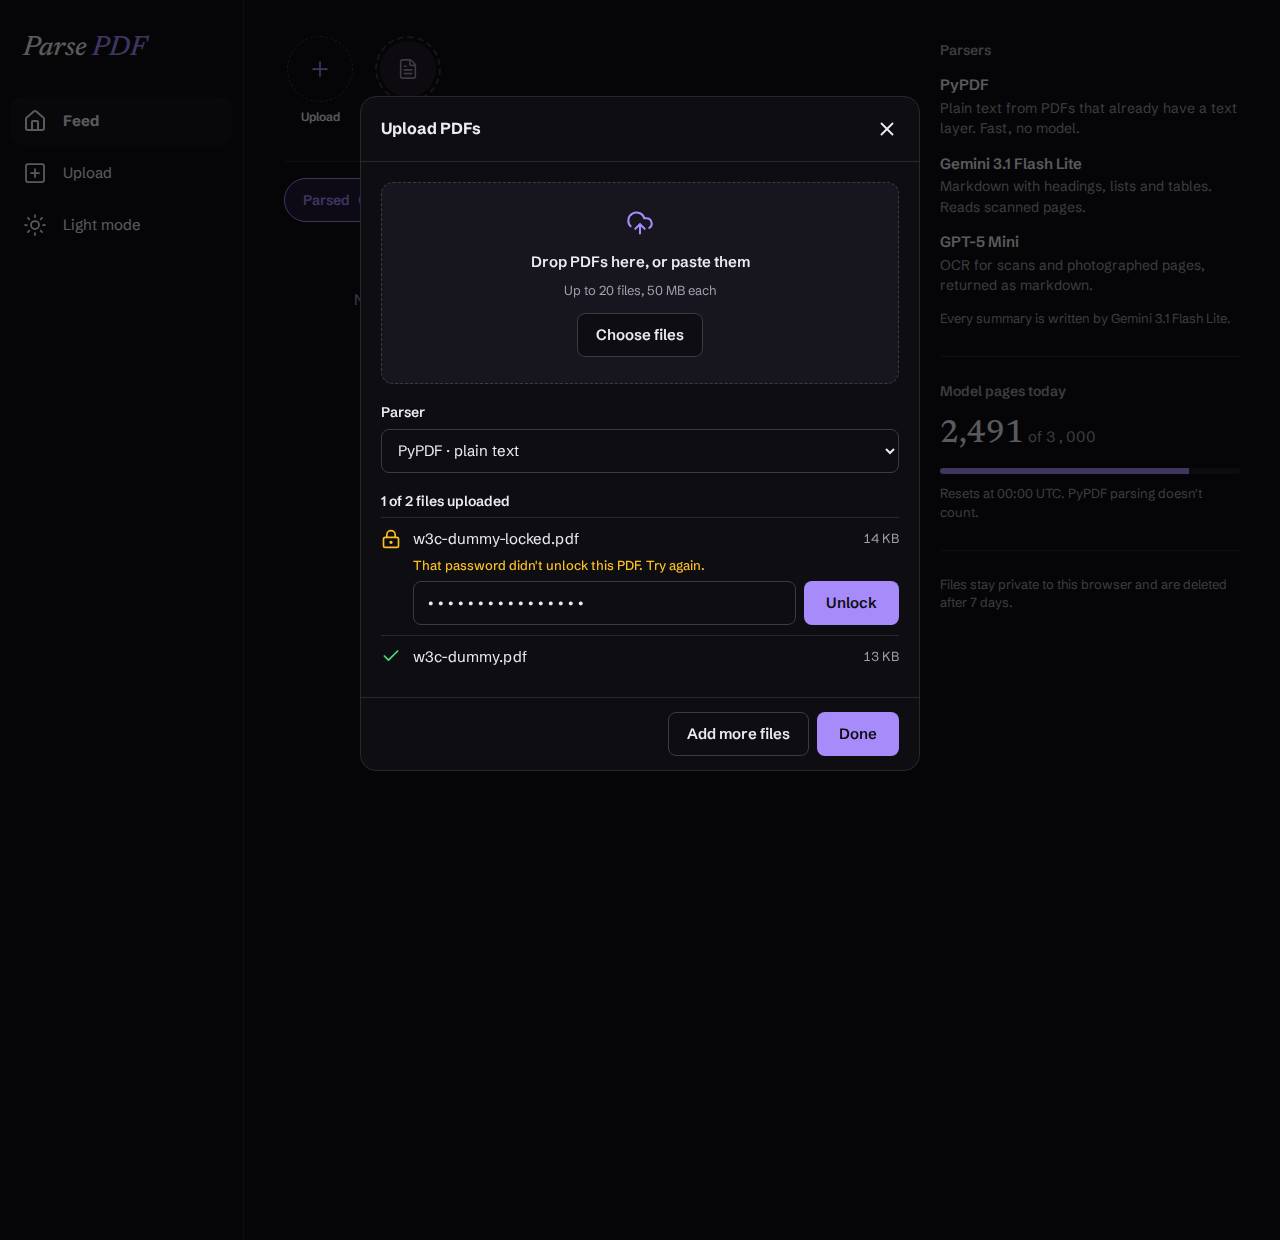 Parse PDF
Feed
Upload
Light mode
Upload
Parsed
N
Upload PDFs
Drop PDFs here, or paste them
Up to 20 files, 50 MB each
Choose files
Parser
PyPDF · plain text
1 of 2 files uploaded
w3c-dummy-locked.pdf
14 KB
That password didn't unlock this PDF. Try again.
•••••••••••••••• Unlock
w3c-dummy.pdf
13 KB
Add more files
Done
Parsers
PyPDF
Plain text from PDFs that already have a text
layer. Fast, no model.
Gemini 3.1 Flash Lite
Markdown with headings, lists and tables.
Reads scanned pages.
GPT-5 Mini
OCR for scans and photographed pages,
returned as markdown.
Every summary is written by Gemini 3.1 Flash Lite.
Model pages today
2,491 of 3,000
Resets at 00:00 UTC. PyPDF parsing doesn't
count.
Files stay private to this browser and are deleted
after 7 days.